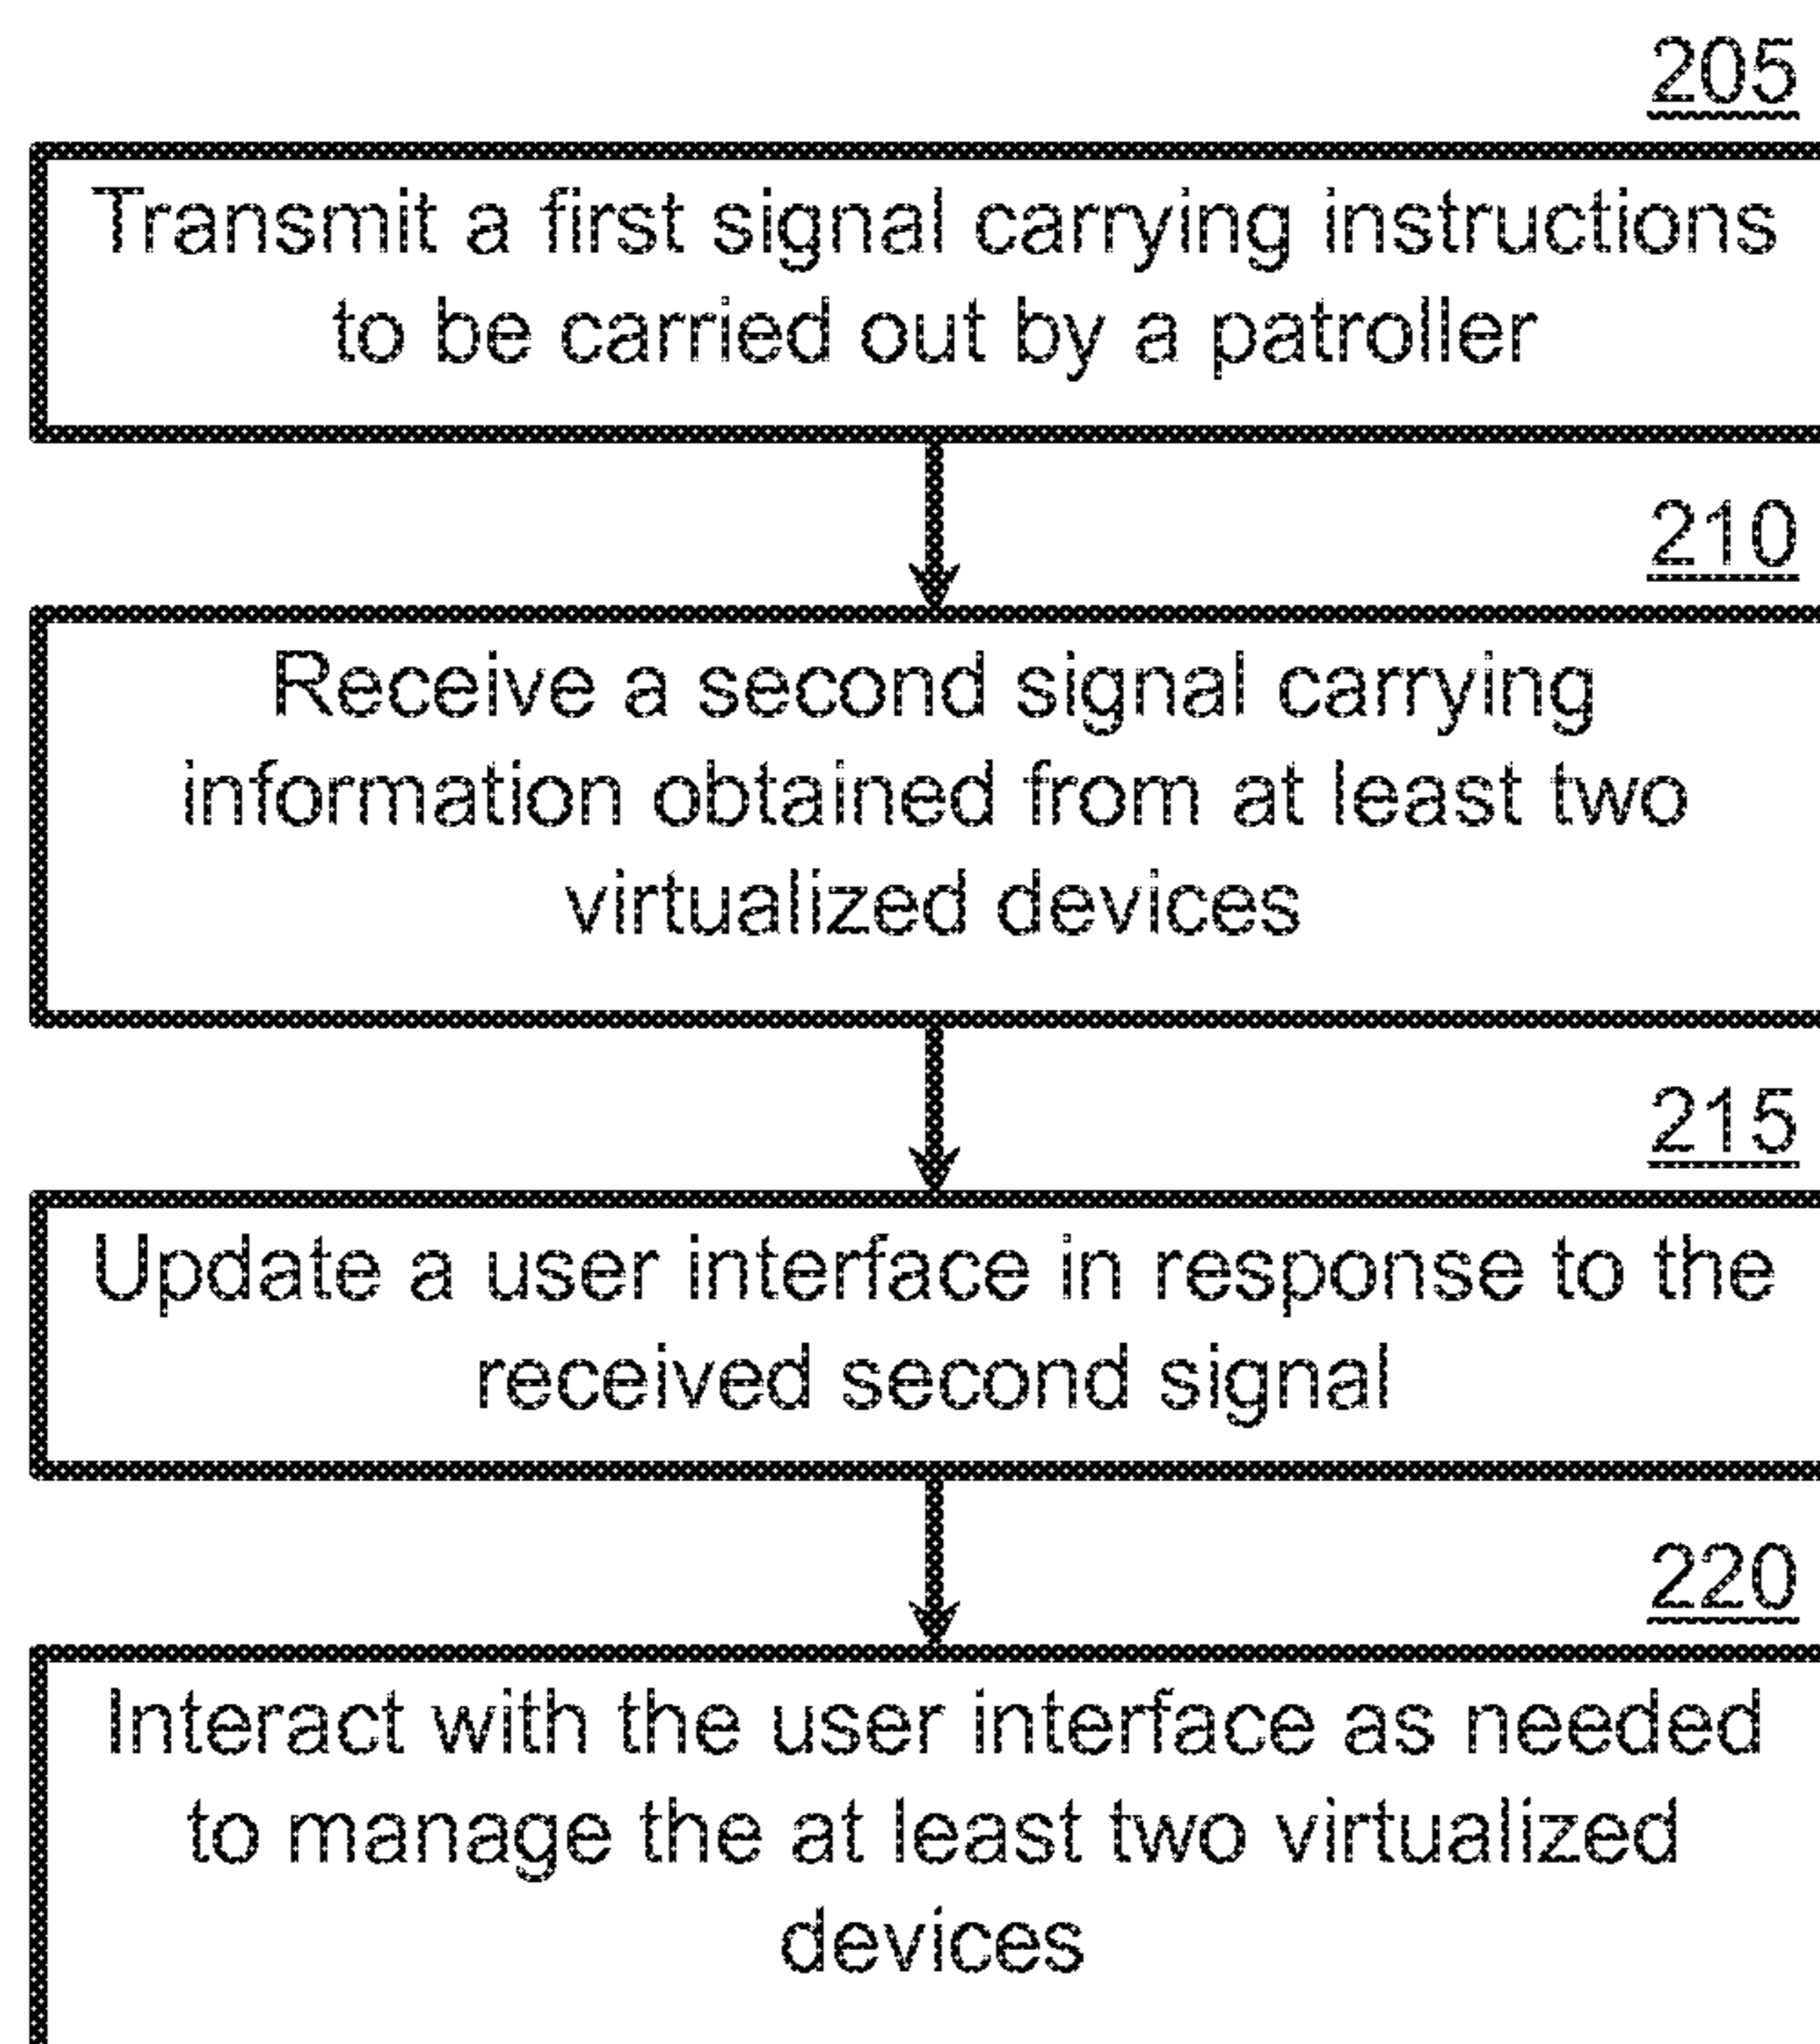 205
Transmit a first signal carrying instructions
to be carried out by a patroller
210
Receive a second signal carrying
information obtained from at least two
virtualized devices
215
Update a user interface in response to the
received second signal
220
Interact with the user interface as needed
to manage the at least two virtualized
devices